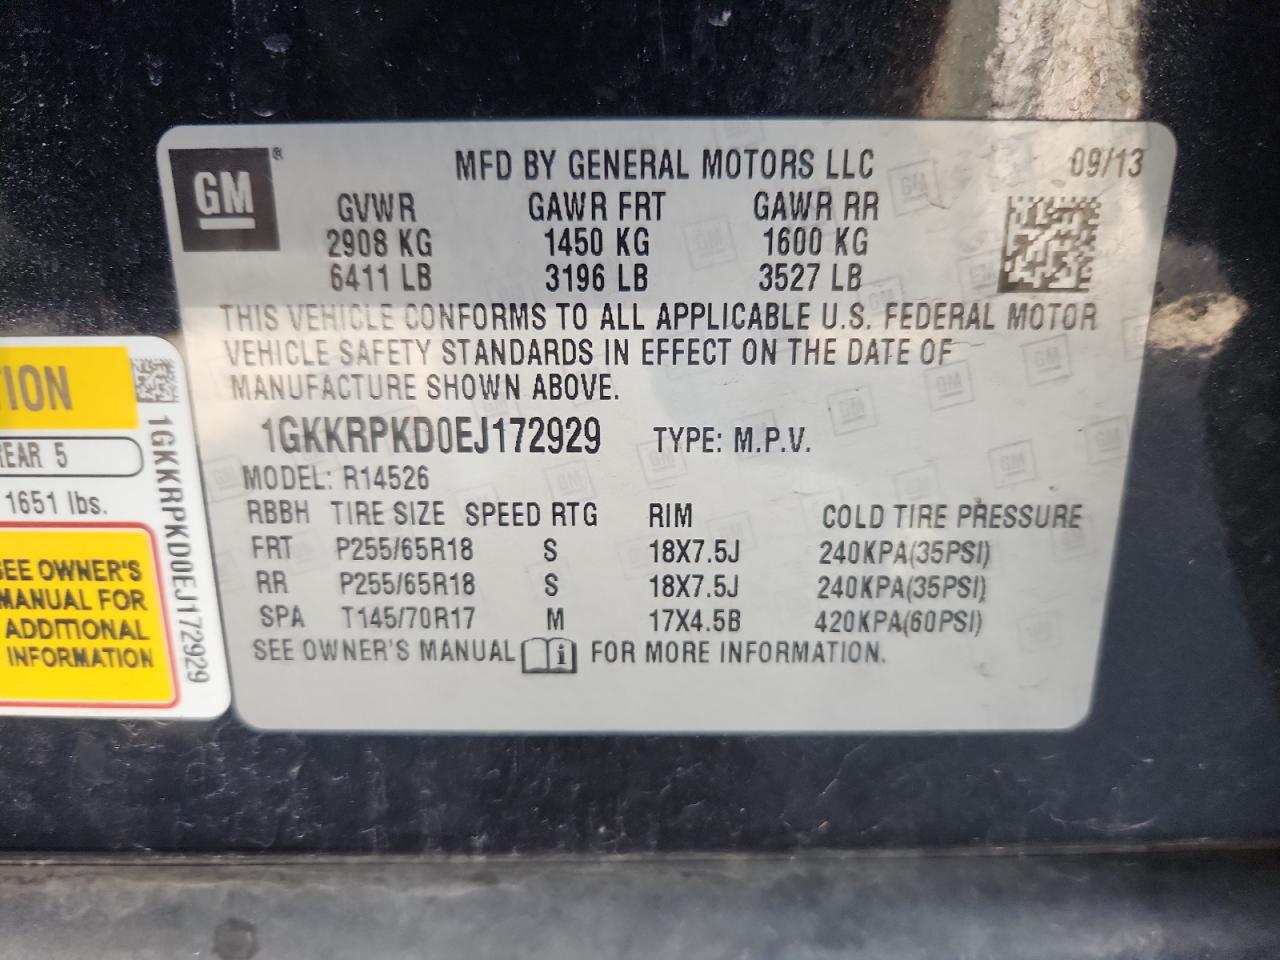 GM®
MFD BY GENERAL MOTORS LLC 09/13
GVWR GAWR FRT GAWR RR
2908 KG 1450 KG 1600 KG
6411 LB 3196 LB 3527 LB
THIS VEHICLE CONFORMS TO ALL APPLICABLE U.S. FEDERAL MOTOR
VEHICLE SAFETY STANDARDS IN EFFECT ON THE DATE OF
MANUFACTURE SHOWN ABOVE.
1GKKRPKD0EJ172929 TYPE: M.P.V.
MODEL: R14526
RBBH TIRE SIZE SPEED RTG RIM COLD TIRE PRESSURE
FRT P255/65R18 S 18X7.5J 240KPA(35PSI)
RR P255/65R18 S 18X7.5J 240KPA(35PSI)
SPA T145/70R17 M 17X4.5B 420KPA(60PSI)
SEE OWNER'S MANUAL i FOR MORE INFORMATION.
TION
REAR 5
1651 lbs.
SEE OWNER'S
MANUAL FOR
ADDITIONAL
INFORMATION
1GKKRPKD0EJ172929